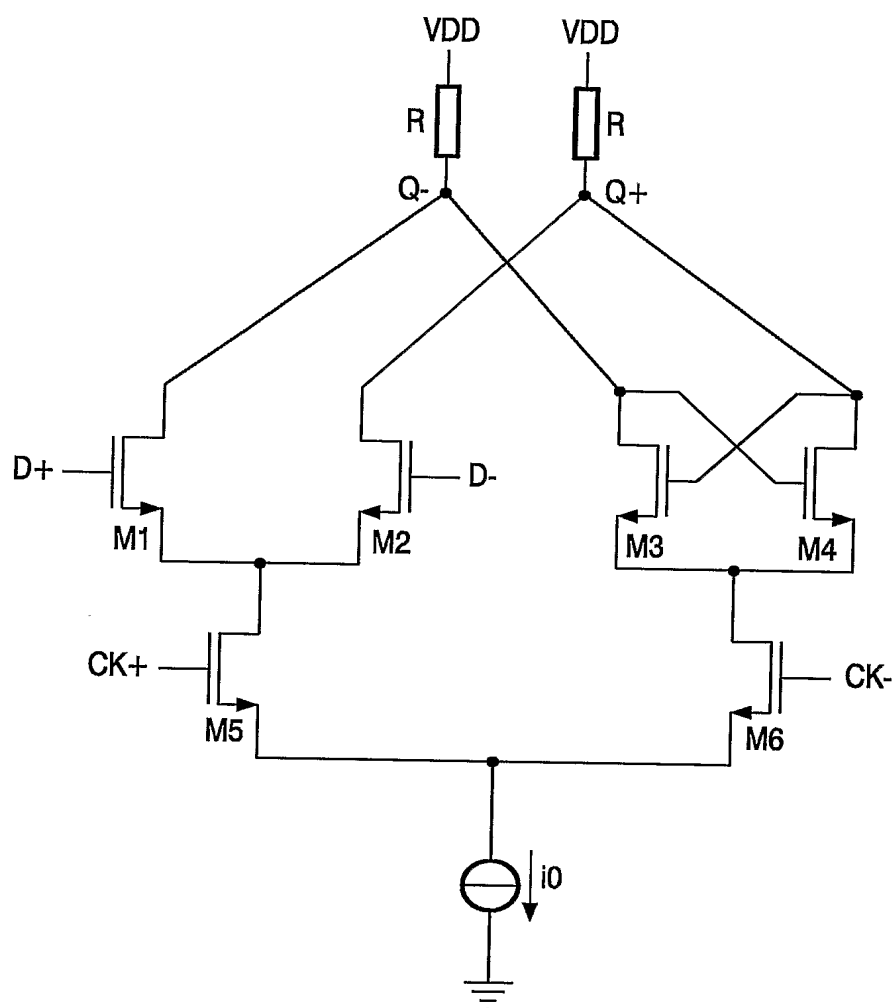 VDD VDD
R R
Q- Q+
D+ D-
M1 M2 M3 M4
CK+ CK-
M5 M6
i0